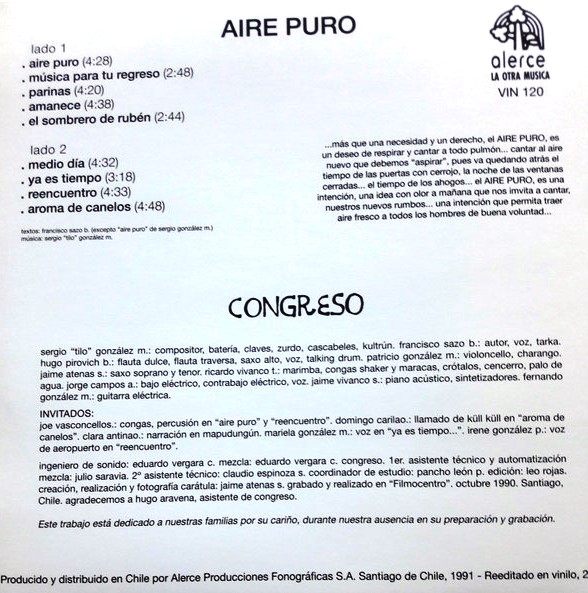 AIRE PURO
lado 1
. aire puro (4:28)
. música para tu regreso (2:48)
. parinas (4:20)
. amanece (4:38)
. el sombrero de rubén (2:44)
lado 2
. medio día (4:32)
. ya es tiempo (3:18)
. reencuentro (4:33)
. aroma de canelos (4:48)
textos: francisco sazo b. (excepto "aire puro" de sergio gonzález m.)
música: sergio "tilo" gonzález m.
alerce
LA OTRA MUSICA
VIN 120
...más que una necesidad y un derecho, el AIRE PURO, es
un deseo de respirar y cantar a todo pulmón... cantar al aire
nuevo que debemos "aspirar", pues va quedando atrás el
tiempo de las puertas con cerrojo, la noche de las ventanas
cerradas... el tiempo de los ahogos... el AIRE PURO, es una
intención, una idea con olor a mañana que nos invita a cantar,
nuestros nuevos rumbos... una intención que permita traer
aire fresco a todos los hombres de buena voluntad...
CONGRESO
sergio "tilo" gonzález m.: compositor, batería, claves, zurdo, cascabeles, kultrún. francisco sazo b.: autor, voz, tarka.
hugo pirovich b.: flauta dulce, flauta traversa, saxo alto, voz, talking drum. patricio gonzález m.: violoncello, charango.
jaime atenas s.: saxo soprano y tenor. ricardo vivanco t.: marimba, congas shaker y maracas, crótalos, cencerro, palo de
agua. jorge campos a.: bajo eléctrico, contrabajo eléctrico, voz. jaime vivanco s.: piano acústico, sintetizadores. fernando
gonzález m.: guitarra eléctrica.
INVITADOS:
joe vasconcellos.: congas, percusión en "aire puro" y "reencuentro". domingo carilao.: llamado de küll küll en "aroma de
canelos". clara antinao.: narración en mapudungún. mariela gonzález m.: voz en "ya es tiempo...". irene gonzález p.: voz
de aeropuerto en "reencuentro".
ingeniero de sonido: eduardo vergara c. mezcla: eduardo vergara c. congreso. 1er. asistente técnico y automatización
mezcla: julio saravia. 2º asistente técnico: claudio espinoza s. coordinador de estudio: pancho león p. edición: leo rojas.
creación, realización y fotografía carátula: jaime atenas s. grabado y realizado en "Filmocentro". octubre 1990. Santiago,
Chile. agradecemos a hugo aravena, asistente de congreso.
Este trabajo está dedicado a nuestras familias por su cariño, durante nuestra ausencia en su preparación y grabación.
Producido y distribuido en Chile por Alerce Producciones Fonográficas S.A. Santiago de Chile, 1991 - Reeditado en vinilo, 2